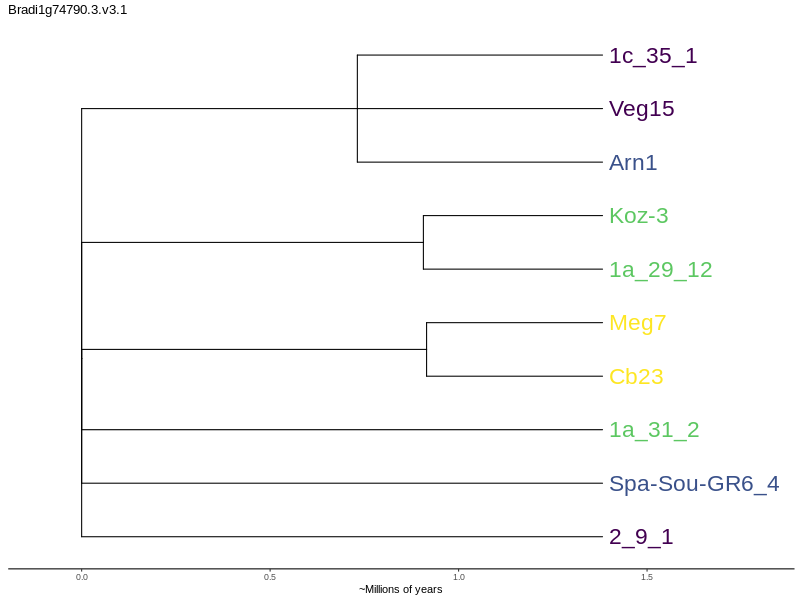 Bradi1g74790.3.v3.1
1c_35_1
Veg15
Arn1
Koz-3
1a_29_12
Meg7
Cb23
1a_31_2
Spa-Sou-GR6_4
2_9_1
0.0 0.5 1.0 1.5
~Millions of years